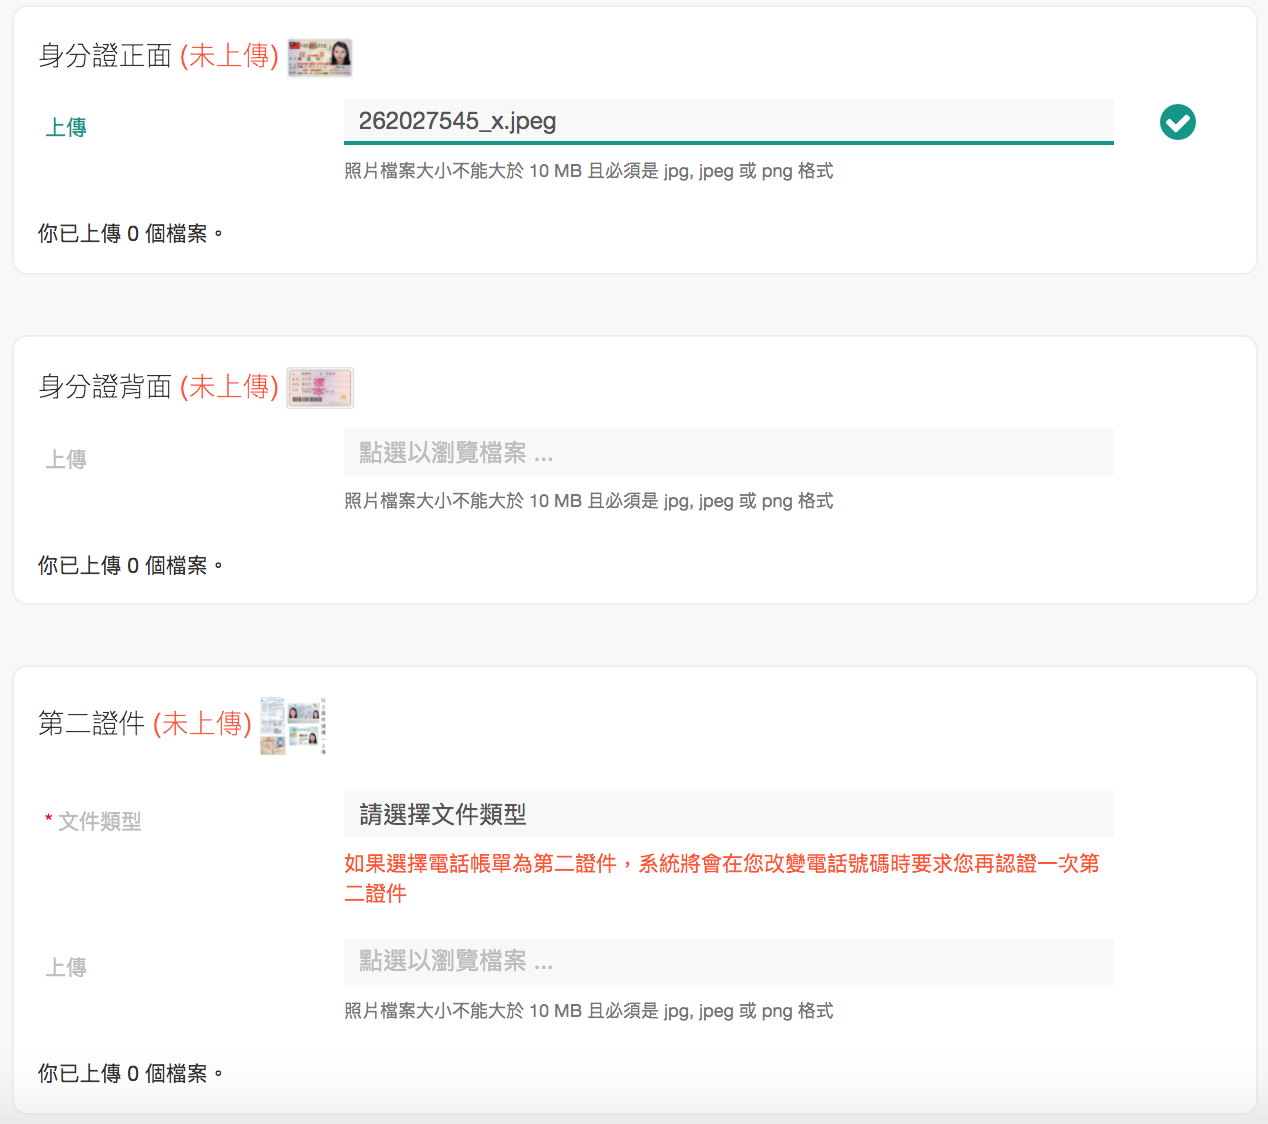 身分證正面 (未上傳)
上傳
262027545_x.jpeg
照片檔案大小不能大於 10 MB 且必須是 jpg, jpeg 或 png 格式
你已上傳 0 個檔案。
身分證背面 (未上傳)
上傳
點選以瀏覽檔案 ...
照片檔案大小不能大於 10 MB 且必須是 jpg, jpeg 或 png 格式
你已上傳 0 個檔案。
第二證件 (未上傳)
* 文件類型
請選擇文件類型
如果選擇電話帳單為第二證件，系統將會在您改變電話號碼時要求您再認證一次第
二證件
上傳
點選以瀏覽檔案 ...
照片檔案大小不能大於 10 MB 且必須是 jpg, jpeg 或 png 格式
你已上傳 0 個檔案。